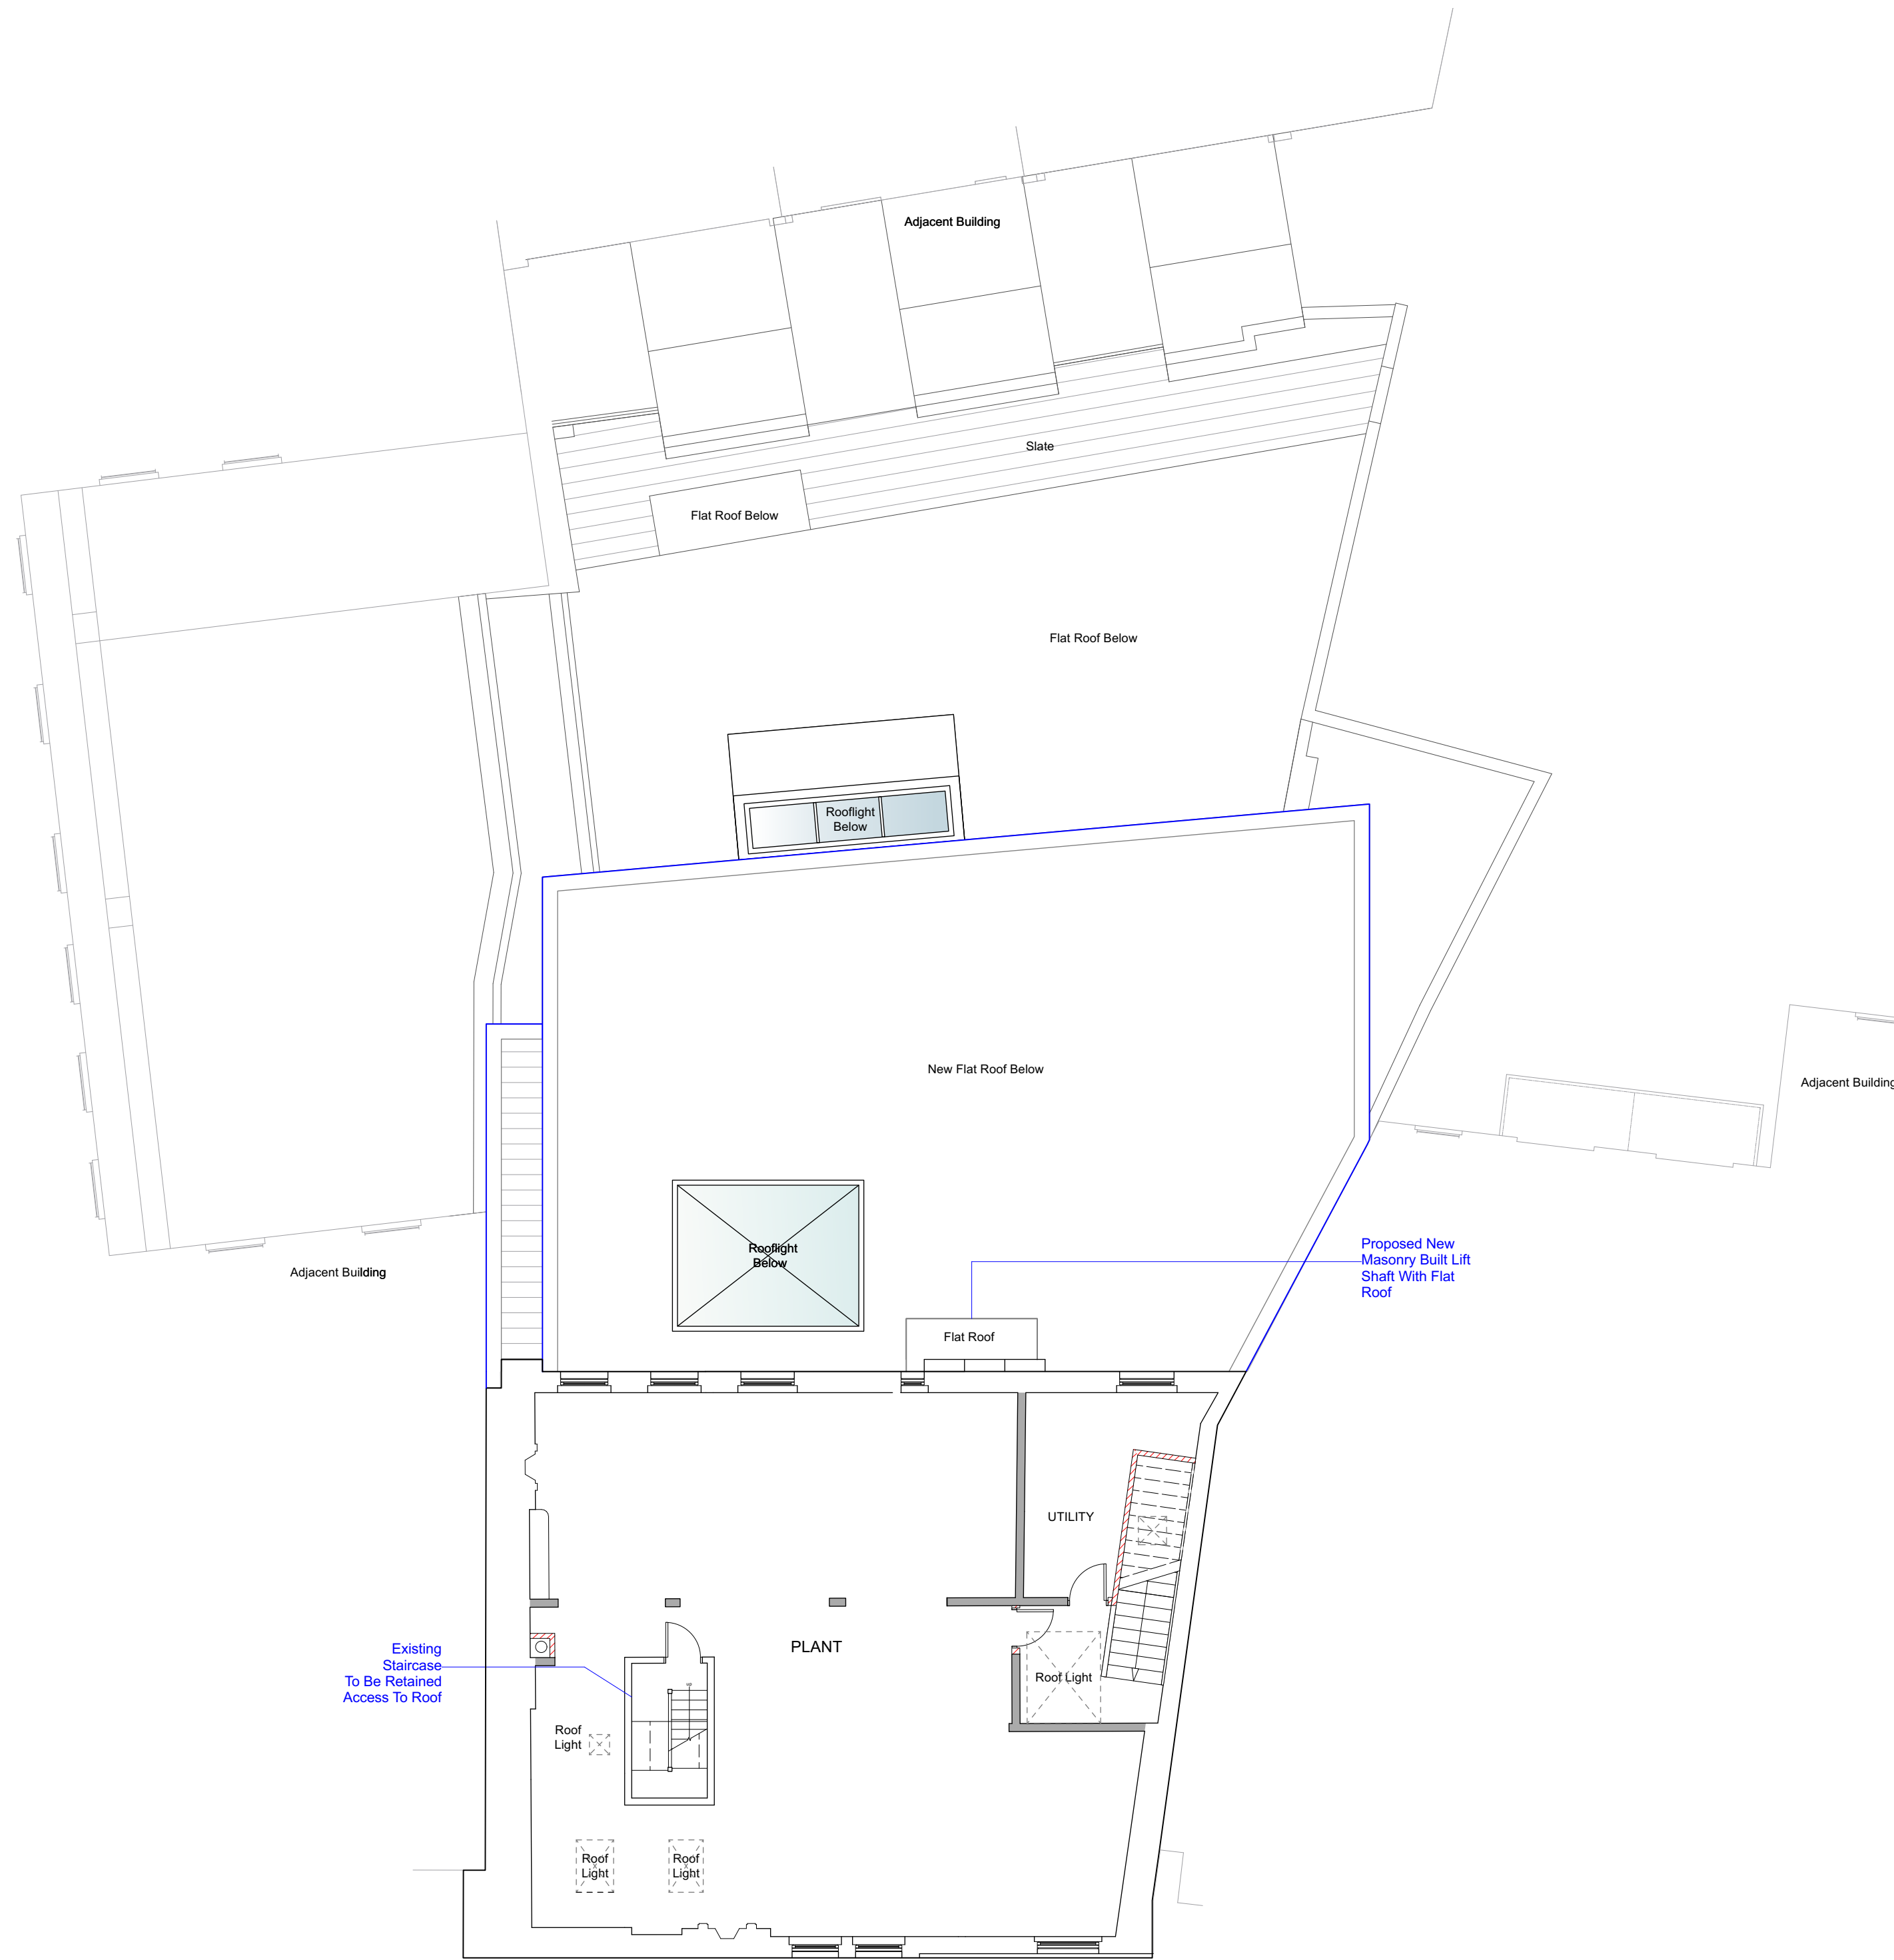 Adjacent Building
Slate
Flat Roof Below
Flat Roof Below
Rooflight
Below
New Flat Roof Below
Adjacent Building
Rooflight
Below
Proposed New
Masonry Built Lift
Shaft With Flat
Roof
Adjacent Building
Flat Roof
UTILITY
PLANT
Existing
Staircase
To Be Retained
Access To Roof
Roof Light
Roof
Light
Roof
Light
Roof
Light